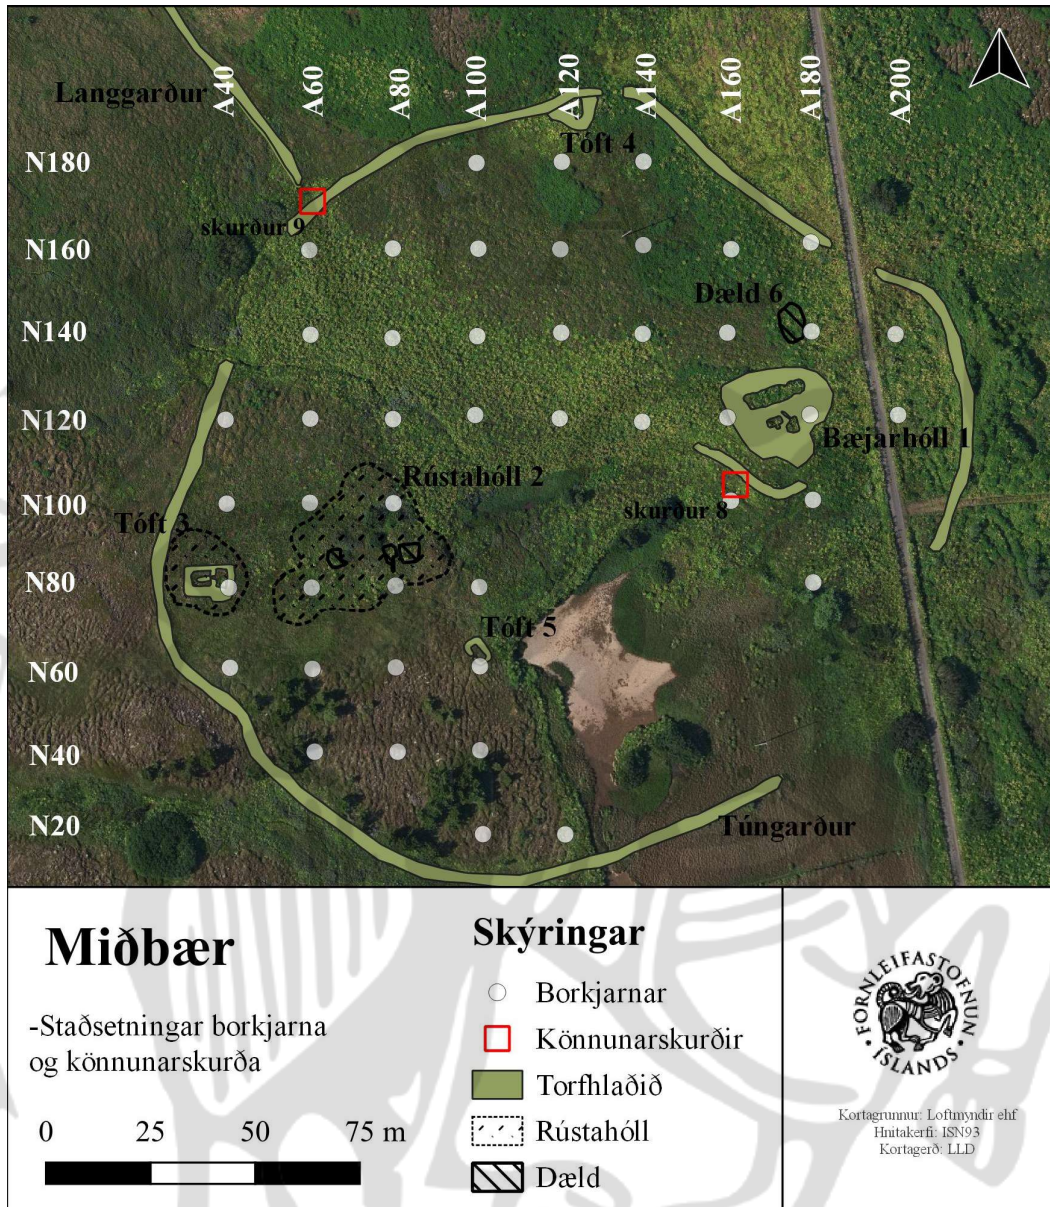 Langgarður
A40
A60
A80
A100
A120
A140
A160
A180
A200
Tóft 4
N180
skurður 9
N160
Dæld 6
N140
N120
Bæjarhóll 1
Rústahóll 2
N100
skurður 8
Tóft 3
N80
Tóft 5
N60
N40
N20
Túngarður
Miðbær
-Staðsetningar borkjarna
og könnunarskurða
0 25 50 75 m
Skýringar
Borkjarnar
Könnunarskurðir
Torfhlaðið
Rústahóll
Dæld
FORNLEIFASTOFNUN
• ÍSLANDS •
Kortagrunnur: Loftmyndir ehf
Hnitakerfi: ISN93
Kortagerð: LLD